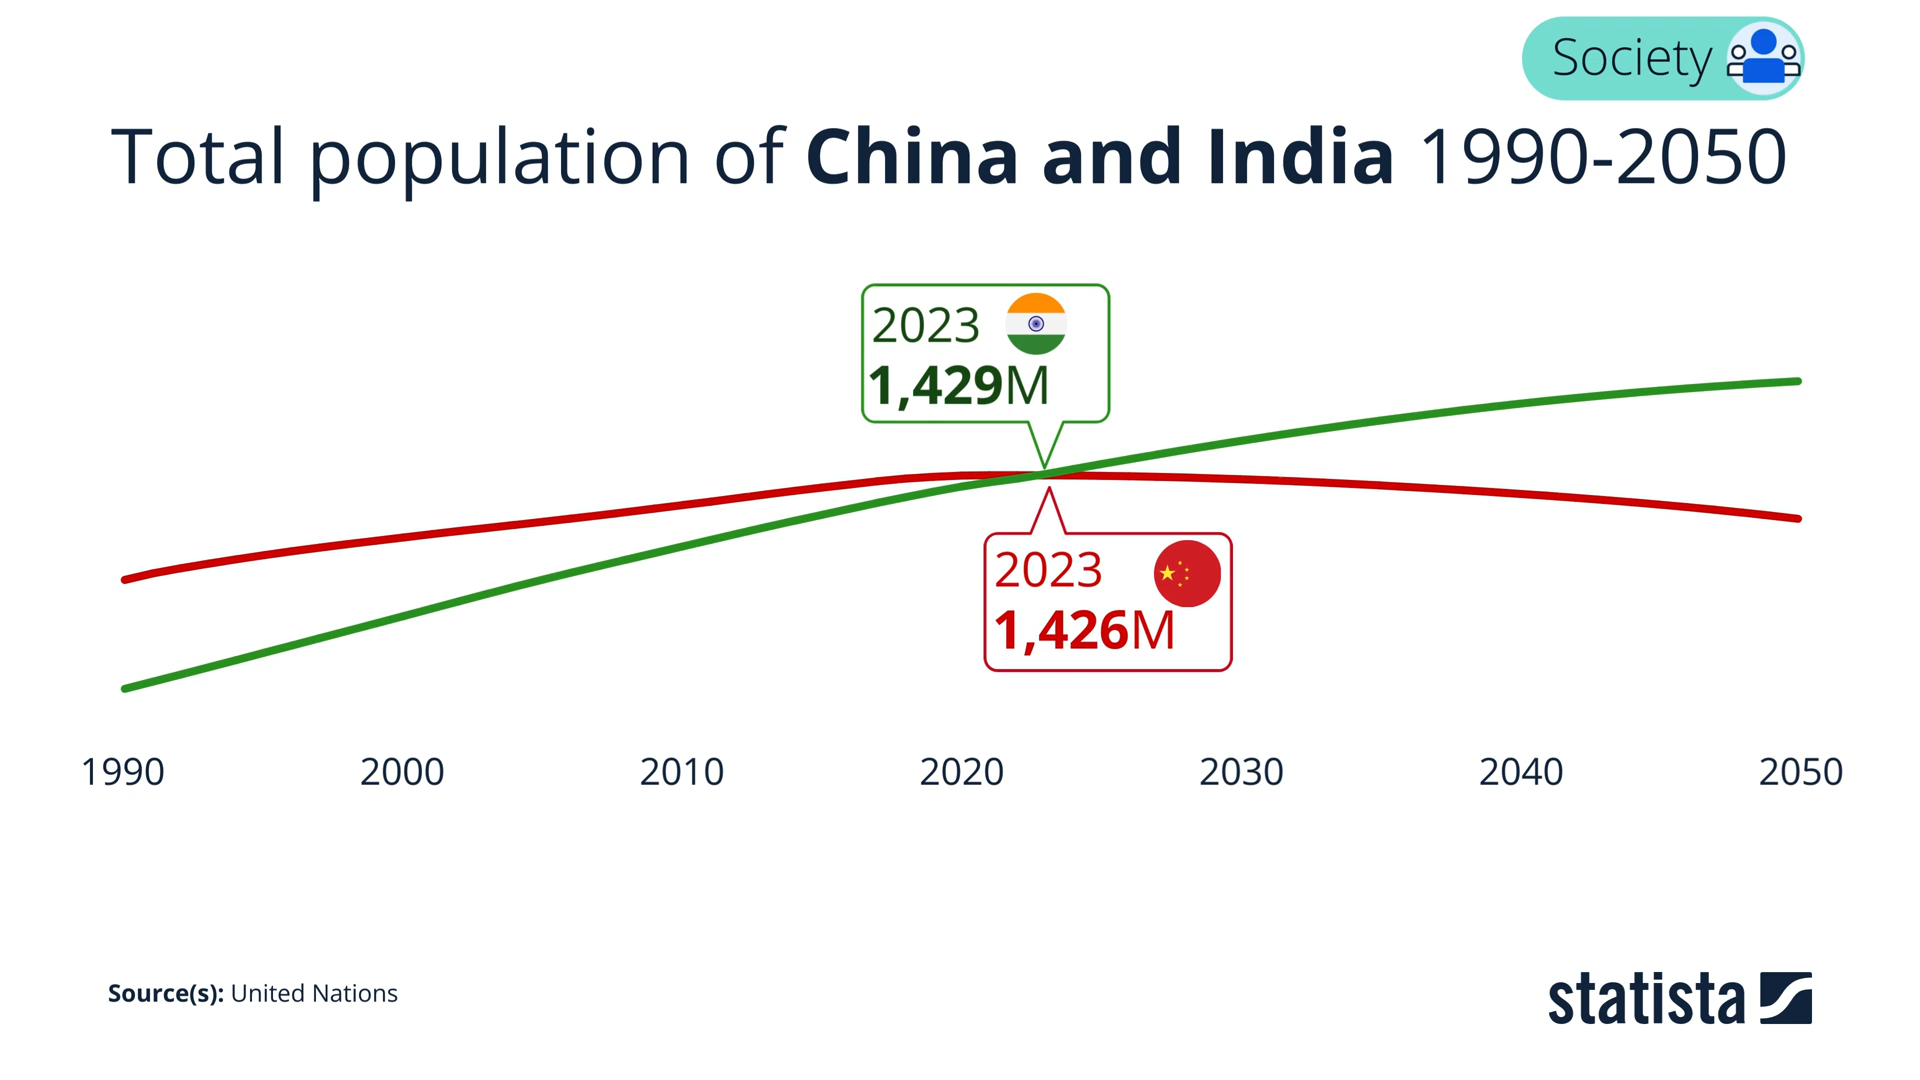 Society
Total population of China and India 1990-2050
2023
1,429M
2023
1,426M
1990 2000 2010 2020 2030 2040 2050
Source(s): United Nations
statista